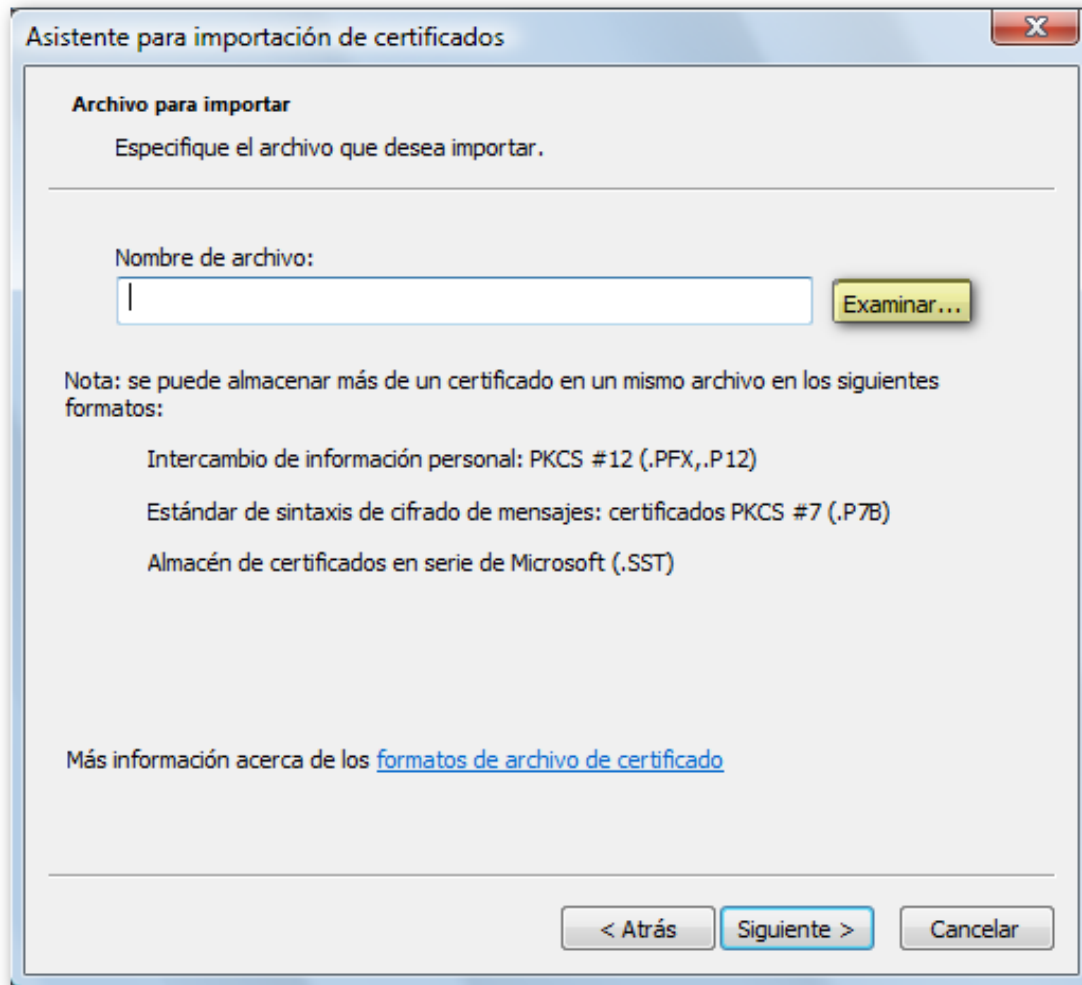 Asistente para importación de certificados
Archivo para importar
Especifique el archivo que desea importar.
Nombre de archivo:
Examinar...
Nota: se puede almacenar más de un certificado en un mismo archivo en los siguientes
formatos:
Intercambio de información personal: PKCS #12 (.PFX,.P12)
Estándar de sintaxis de cifrado de mensajes: certificados PKCS #7 (.P7B)
Almacén de certificados en serie de Microsoft (.SST)
Más información acerca de los formatos de archivo de certificado
< Atrás
Siguiente >
Cancelar